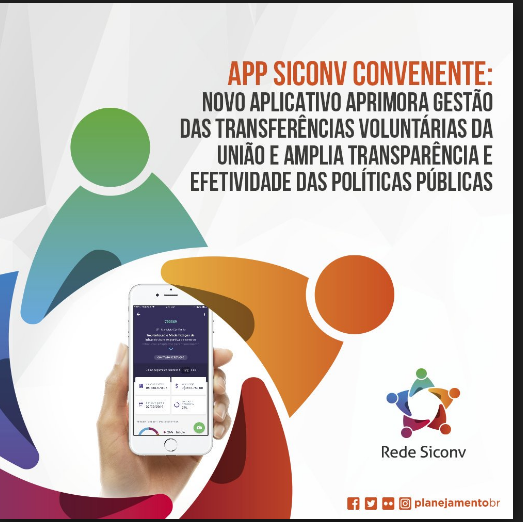 APP SICONV CONVENENTE:
NOVO APLICATIVO APRIMORA GESTÃO
DAS TRANSFERÊNCIAS VOLUNTÁRIAS DA
UNIÃO E AMPLIA TRANSPARÊNCIA E
EFETIVIDADE DAS POLÍTICAS PÚBLICAS
Rede Siconv
planejamentobr